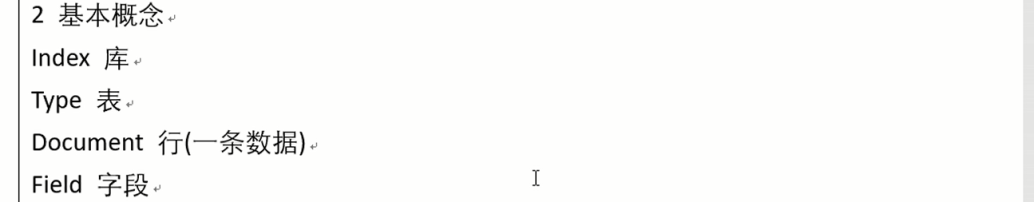 2 基本概念
Index 库
Type 表
Document 行(一条数据)
Field 字段